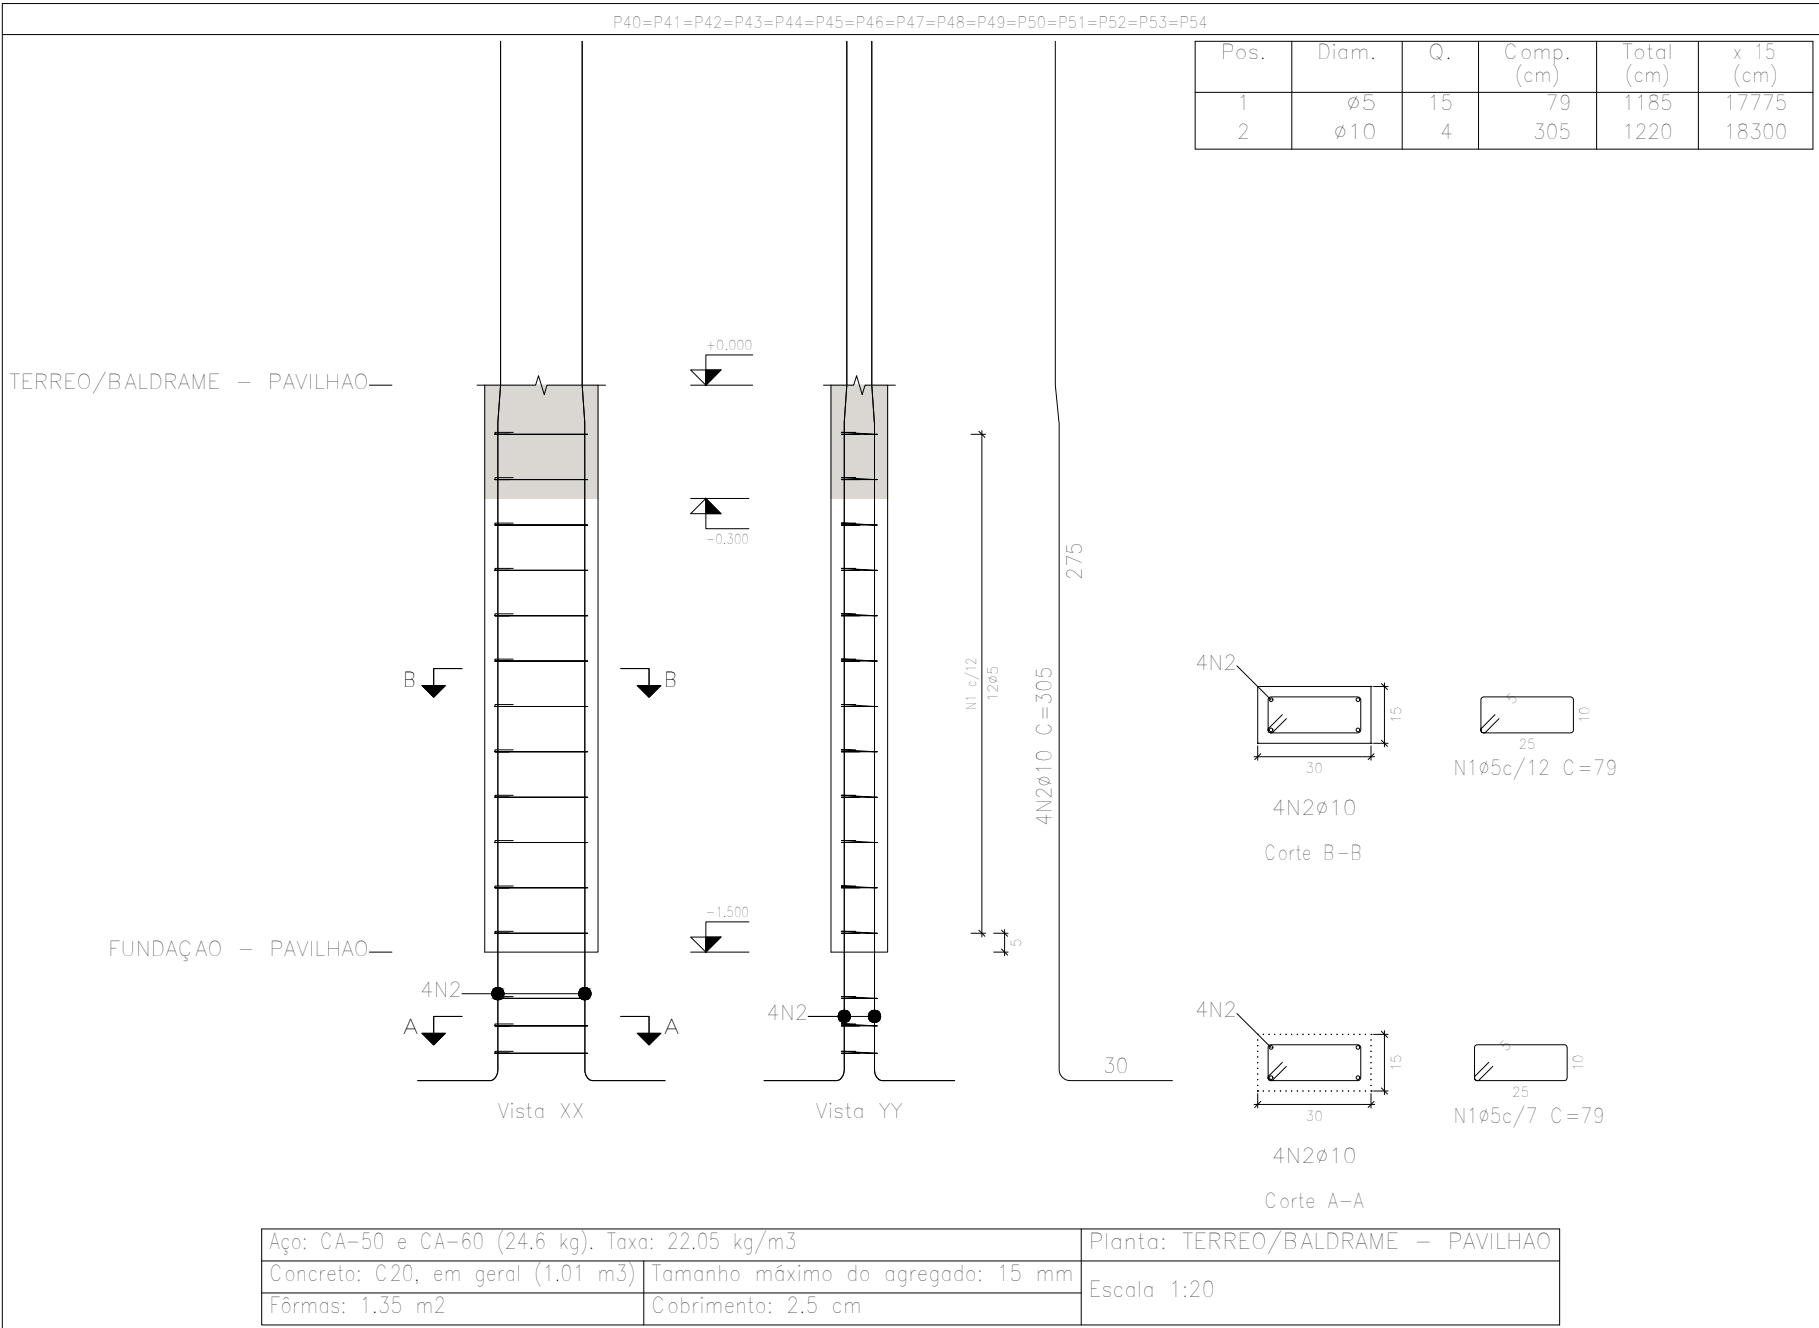 P40=P41=P42=P43=P44=P45=P46=P47=P48=P49=P50=P51=P52=P53=P54
Pos. Diam. Q. Comp. (cm) Total (cm) x 15 (cm)
1 ø5 15 79 1185 17775
2 ø10 4 305 1220 18300
+0.000
TERREO/BALDRAME - PAVILHAO
-0.300
275
N1 c/12
12ø5
4N2ø10 C=305
B B
4N2
15
30
4N2ø10
Corte B-B
5
10
25
N1ø5c/12 C=79
-1.500
5
FUNDAÇAO - PAVILHAO
4N2
4N2
A A
30
Vista XX
Vista YY
4N2
15
30
4N2ø10
Corte A-A
5
10
25
N1ø5c/7 C=79
Aço: CA-50 e CA-60 (24.6 kg). Taxa: 22.05 kg/m3
Planta: TERREO/BALDRAME - PAVILHAO
Concreto: C20, em geral (1.01 m3)
Tamanho máximo do agregado: 15 mm
Escala 1:20
Fôrmas: 1.35 m2
Cobrimento: 2.5 cm